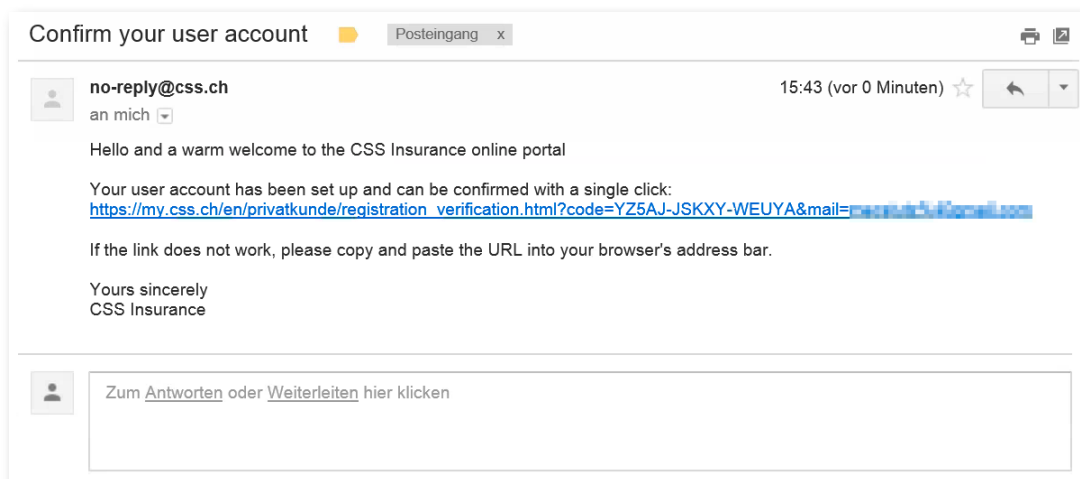 Confirm your user account
Posteingang x
no-reply@css.ch
15:43 (vor 0 Minuten)
an mich
Hello and a warm welcome to the CSS Insurance online portal
Your user account has been set up and can be confirmed with a single click:
https://my.css.ch/en/privatkunde/registration_verification.html?code=YZ5AJ-JSKXY-WEUYA&mail=
If the link does not work, please copy and paste the URL into your browser's address bar.
Yours sincerely
CSS Insurance
Zum Antworten oder Weiterleiten hier klicken